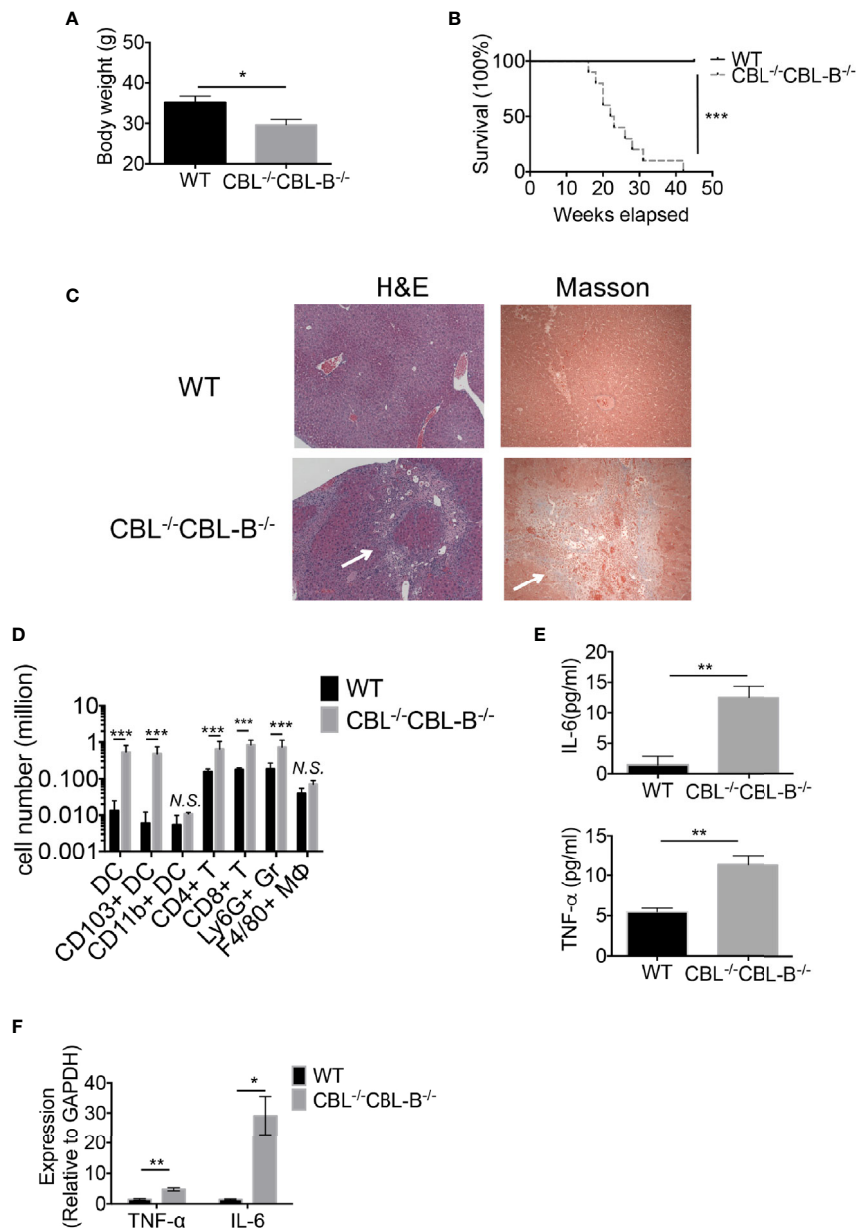 A
Body weight (g)
50
40
30
20
*
WT
CBL-/-CBL-B-/-
B
Survival (100%)
100
50
0
0
10
20
30
40
50
Weeks elapsed
WT
CBL-/-CBL-B-/-
***
C
H&E
Masson
WT
CBL-/-CBL-B-/-
D
WT
CBL-/-CBL-B-/-
cell number (million)
10
1
0.100
0.010
0.001
***
***
N.S.
***
***
***
N.S.
DC
CD103+ DC
CD11b+ DC
CD4+ T
CD8+ T
Ly6G+ Gr
F4/80+ MΦ
E
IL-6(pg/ml)
20
15
10
5
0
**
WT
CBL-/-CBL-B-/-
TNF-α (pg/ml)
15
10
5
0
**
WT
CBL-/-CBL-B-/-
F
WT
CBL-/-CBL-B-/-
Expression
(Relative to GAPDH)
40
30
20
10
0
**
*
TNF-α
IL-6